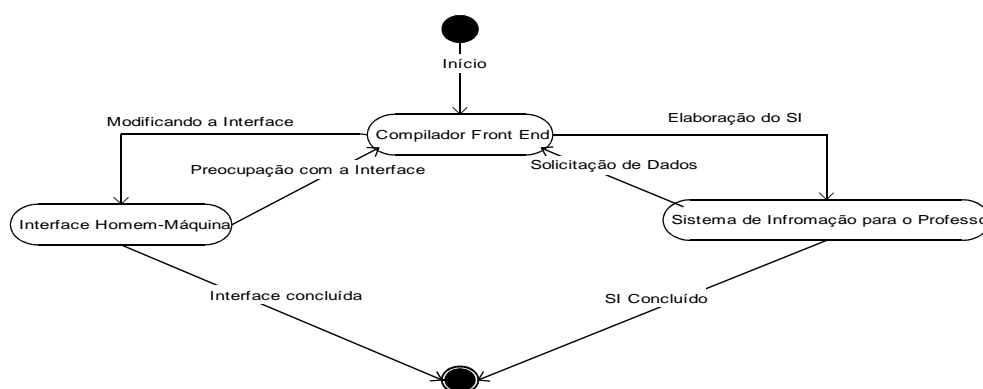 Início
Modificando a Interface
Elaboração do SI
Compilador Front End
Preocupação com a Interface
Solicitação de Dados
Interface Homem-Máquina
Sistema de Infromação para o Professo
Interface concluída
SI Concluído